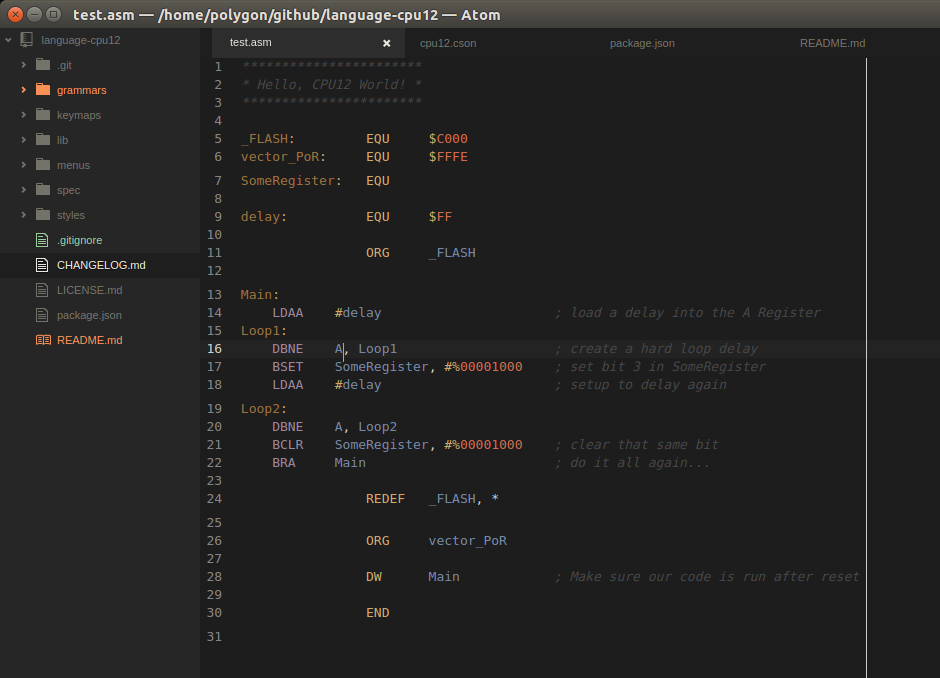 test.asm — /home/polygon/github/language-cpu12 — Atom
language-cpu12
.git
grammars
keymaps
lib
menus
spec
styles
.gitignore
CHANGELOG.md
LICENSE.md
package.json
README.md
test.asm × cpu12.cson package.json README.md
1 ***********************
2 * Hello, CPU12 World! *
3 ***********************
4
5 _FLASH: EQU $C000
6 vector_PoR: EQU $FFFE
7 SomeRegister: EQU
8
9 delay: EQU $FF
10
11 ORG _FLASH
12
13 Main:
14 LDAA #delay ; load a delay into the A Register
15 Loop1:
16 DBNE A, Loop1 ; create a hard loop delay
17 BSET SomeRegister, #%00001000 ; set bit 3 in SomeRegister
18 LDAA #delay ; setup to delay again
19 Loop2:
20 DBNE A, Loop2
21 BCLR SomeRegister, #%00001000 ; clear that same bit
22 BRA Main ; do it all again...
23
24 REDEF _FLASH, *
25
26 ORG vector_PoR
27
28 DW Main ; Make sure our code is run after reset
29
30 END
31